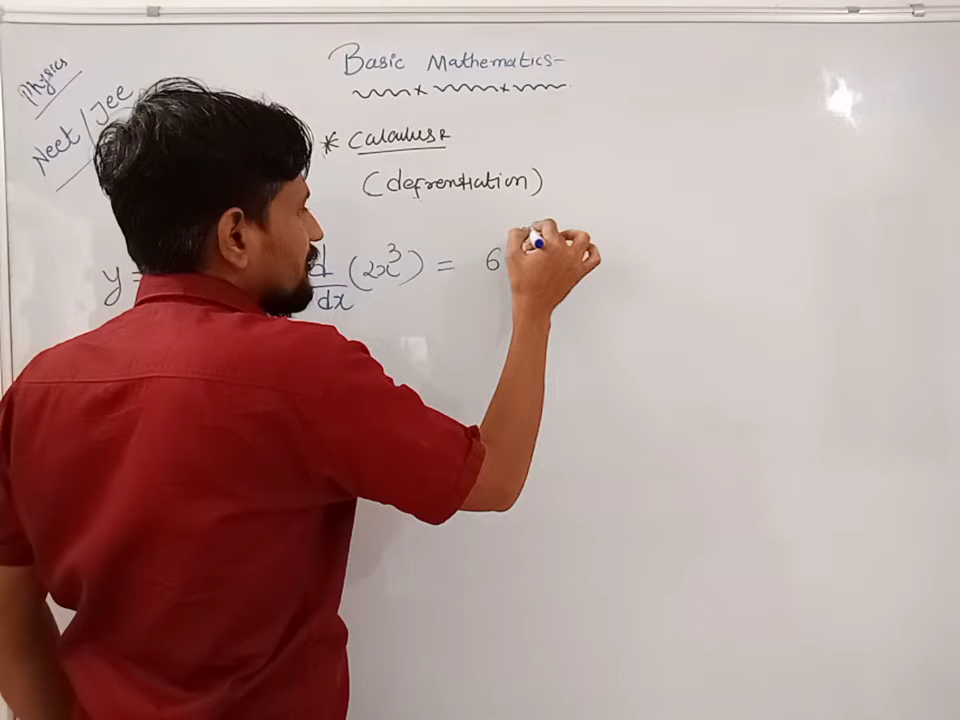 Physics
Neet / Jee
Basic Mathematics-
* Calculus
(defrentiation)
y = d/dx (2x³) = 6